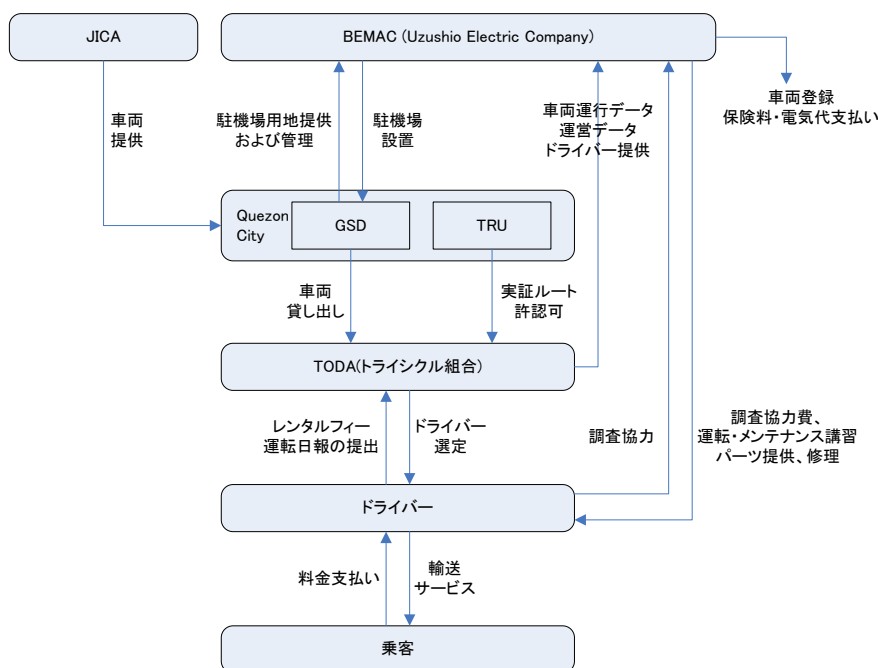 JICA
BEMAC (Uzushio Electric Company)
車両
提供
駐機場用地提供
および管理
駐機場
設置
車両運行データ
運営データ
ドライバー提供
車両登録
保険料・電気代支払い
Quezon
City
GSD
TRU
車両
貸し出し
実証ルート
許認可
TODA(トライシクル組合)
レンタルフィー
運転日報の提出
ドライバー
選定
調査協力
調査協力費、
運転・メンテナンス講習
パーツ提供、修理
ドライバー
料金支払い
輸送
サービス
乗客